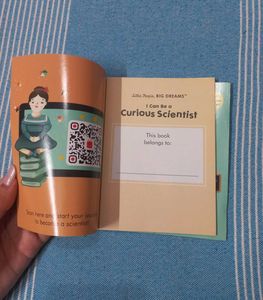 Scan here and start your journey
to become a scientist!
Little People, BIG DREAMS™
I Can Be a
Curious Scientist
This book
belongs to: